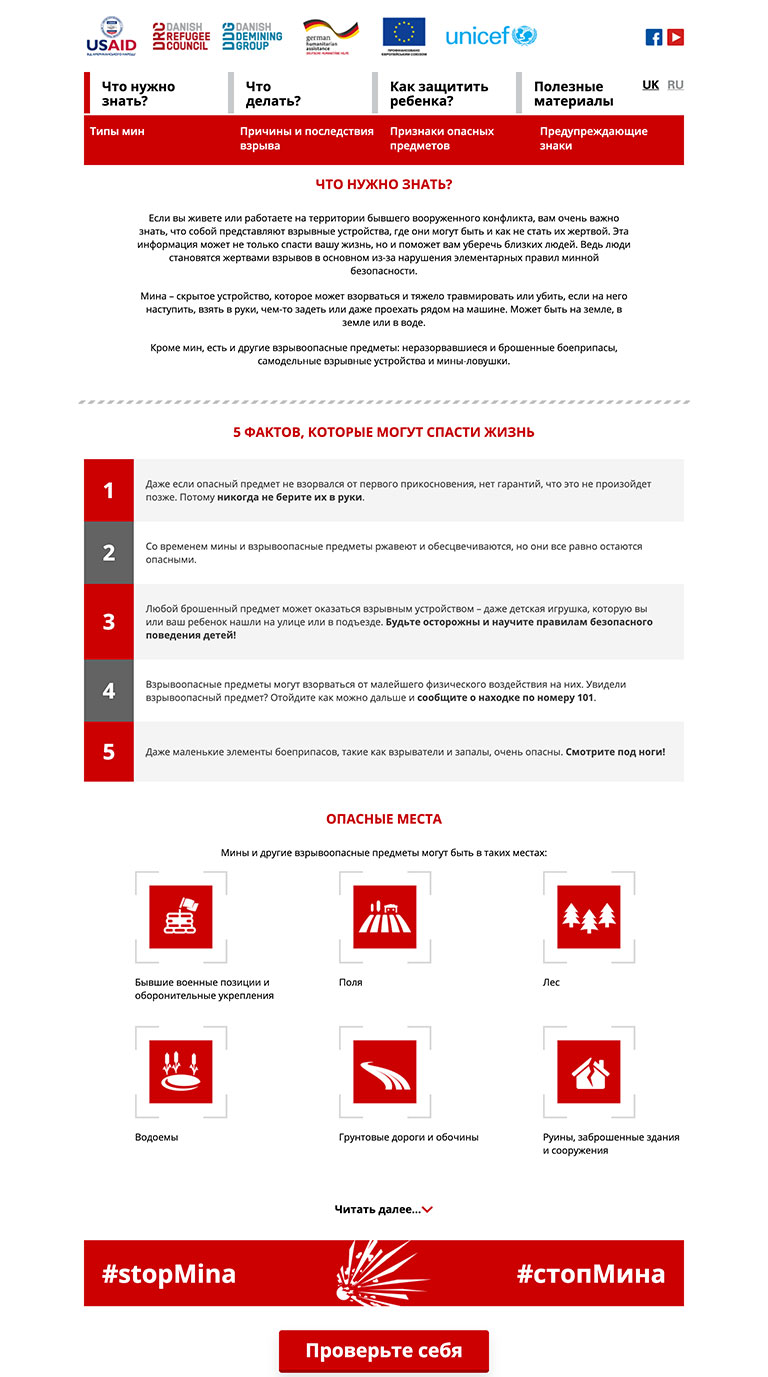 USAID
ВІД АМЕРИКАНСЬКОГО НАРОДУ
DRC DANISH REFUGEE COUNCIL
DDG DANISH DEMINING GROUP
german
humanitarian
assistance
DEUTSCHE HUMANITÄRE HILFE
ПРОФІНАНСОВАНО
ЄВРОПЕЙСЬКИМ СОЮЗОМ
unicef
Что нужно
знать?
Что
делать?
Как защитить
ребенка?
Полезные
материалы
UK RU
Типы мин
Причины и последствия
взрыва
Признаки опасных
предметов
Предупреждающие
знаки
ЧТО НУЖНО ЗНАТЬ?
Если вы живете или работаете на территории бывшего вооруженного конфликта, вам очень важно
знать, что собой представляют взрывные устройства, где они могут быть и как не стать их жертвой. Эта
информация может не только спасти вашу жизнь, но и поможет вам уберечь близких людей. Ведь люди
становятся жертвами взрывов в основном из-за нарушения элементарных правил минной
безопасности.
Мина – скрытое устройство, которое может взорваться и тяжело травмировать или убить, если на него
наступить, взять в руки, чем-то задеть или даже проехать рядом на машине. Может быть на земле, в
земле или в воде.
Кроме мин, есть и другие взрывоопасные предметы: неразорвавшиеся и брошенные боеприпасы,
самодельные взрывные устройства и мины-ловушки.
5 ФАКТОВ, КОТОРЫЕ МОГУТ СПАСТИ ЖИЗНЬ
1
Даже если опасный предмет не взорвался от первого прикосновения, нет гарантий, что это не произойдет
позже. Потому никогда не берите их в руки.
2
Со временем мины и взрывоопасные предметы ржавеют и обесцвечиваются, но они все равно остаются
опасными.
3
Любой брошенный предмет может оказаться взрывным устройством – даже детская игрушка, которую вы
или ваш ребенок нашли на улице или в подъезде. Будьте осторожны и научите правилам безопасного
поведения детей!
4
Взрывоопасные предметы могут взорваться от малейшего физического воздействия на них. Увидели
взрывоопасный предмет? Отойдите как можно дальше и сообщите о находке по номеру 101.
5
Даже маленькие элементы боеприпасов, такие как взрыватели и запалы, очень опасны. Смотрите под ноги!
ОПАСНЫЕ МЕСТА
Мины и другие взрывоопасные предметы могут быть в таких местах:
Бывшие военные позиции и
оборонительные укрепления
Поля
Лес
Водоемы
Грунтовые дороги и обочины
Руины, заброшенные здания
и сооружения
Читать далее...
#stopMina
#стопМина
Проверьте себя